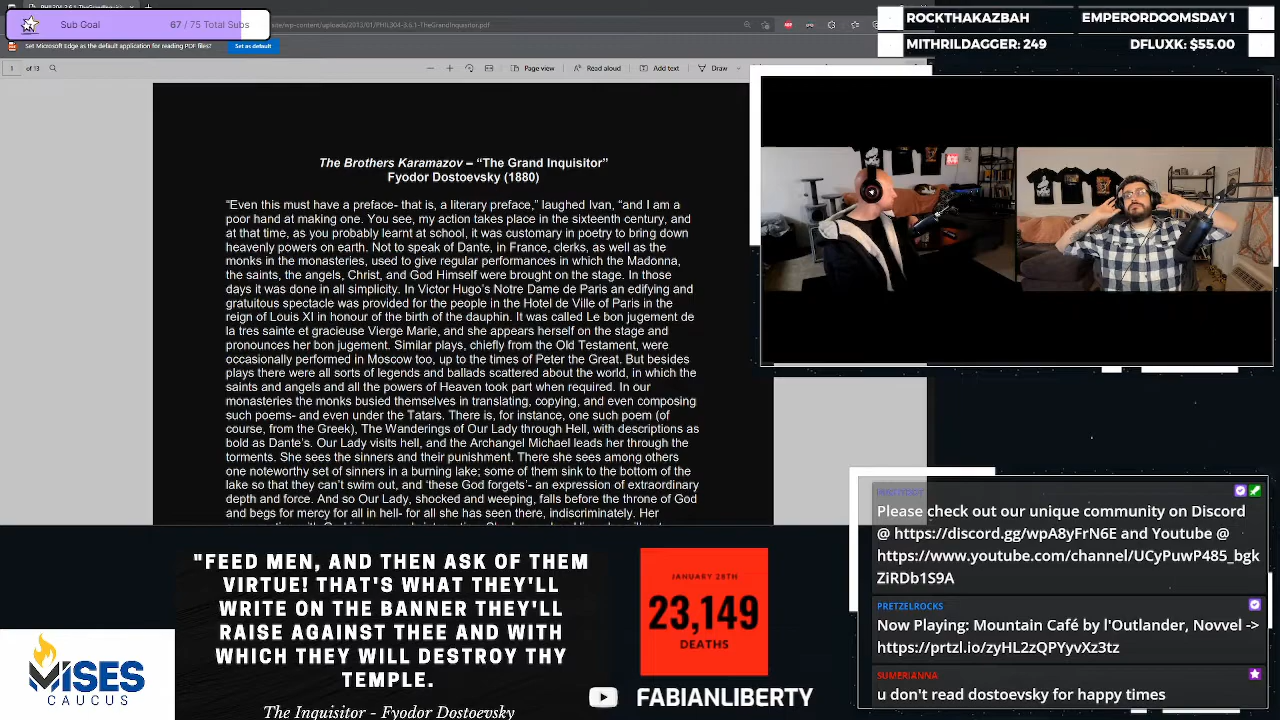 Sub Goal
67 / 75 Total Subs
/wp-content/uploads/2012/01/PHIL304-3.6.1-TheGrandInquisitor.pdf
Set Microsoft Edge as the default application for reading PDF files?
Set as default
1 of 13
Page view
Read aloud
Add text
Draw
ROCKTHAKAZBAH
EMPERORDOOMSDAY 1
MITHRILDAGGER: 249
DFLUXK: $55.00
The Brothers Karamazov – “The Grand Inquisitor”
Fyodor Dostoevsky (1880)
“Even this must have a preface- that is, a literary preface,” laughed Ivan, “and I am a
poor hand at making one. You see, my action takes place in the sixteenth century, and
at that time, as you probably learnt at school, it was customary in poetry to bring down
heavenly powers on earth. Not to speak of Dante, in France, clerks, as well as the
monks in the monasteries, used to give regular performances in which the Madonna,
the saints, the angels, Christ, and God Himself were brought on the stage. In those
days it was done in all simplicity. In Victor Hugo’s Notre Dame de Paris an edifying and
gratuitous spectacle was provided for the people in the Hotel de Ville of Paris in the
reign of Louis XI in honour of the birth of the dauphin. It was called Le bon jugement de
la tres sainte et gracieuse Vierge Marie, and she appears herself on the stage and
pronounces her bon jugement. Similar plays, chiefly from the Old Testament, were
occasionally performed in Moscow too, up to the times of Peter the Great. But besides
plays there were all sorts of legends and ballads scattered about the world, in which the
saints and angels and all the powers of Heaven took part when required. In our
monasteries the monks busied themselves in translating, copying, and even composing
such poems- and even under the Tatars. There is, for instance, one such poem (of
course, from the Greek), The Wanderings of Our Lady through Hell, with descriptions as
bold as Dante’s. Our Lady visits hell, and the Archangel Michael leads her through the
torments. She sees the sinners and their punishment. There she sees among others
one noteworthy set of sinners in a burning lake; some of them sink to the bottom of the
lake so that they can’t swim out, and ‘these God forgets’- an expression of extraordinary
depth and force. And so Our Lady, shocked and weeping, falls before the throne of God
and begs for mercy for all in hell- for all she has seen there, indiscriminately. Her
"FEED MEN, AND THEN ASK OF THEM
VIRTUE! THAT'S WHAT THEY'LL
WRITE ON THE BANNER THEY'LL
RAISE AGAINST THEE AND WITH
WHICH THEY WILL DESTROY THY
TEMPLE.
The Inquisitor - Fyodor Dostoevsky
MISES
CAUCUS
JANUARY 28TH
23,149
DEATHS
FABIANLIBERTY
Please check out our unique community on Discord
@ https://discord.gg/wpA8yFrN6E and Youtube @
https://www.youtube.com/channel/UCyPuwP485_bgk
ZiRDb1S9A
PRETZELROCKS
Now Playing: Mountain Café by l'Outlander, Novvel ->
https://prtzl.io/zyHL2zQPYyvXz3tz
SUMERIANNA
u don't read dostoevsky for happy times